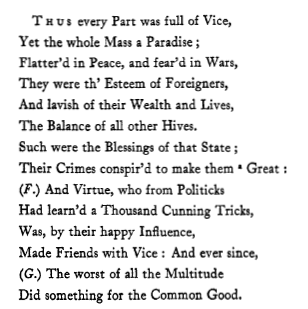 THUS every Part was full of Vice,
Yet the whole Mass a Paradise;
Flatter'd in Peace, and fear'd in Wars,
They were th' Esteem of Foreigners,
And lavish of their Wealth and Lives,
The Balance of all other Hives.
Such were the Blessings of that State;
Their Crimes conspir'd to make them * Great:
(F.) And Virtue, who from Politicks
Had learn'd a Thousand Cunning Tricks,
Was, by their happy Influence,
Made Friends with Vice: And ever since,
(G.) The worst of all the Multitude
Did something for the Common Good.